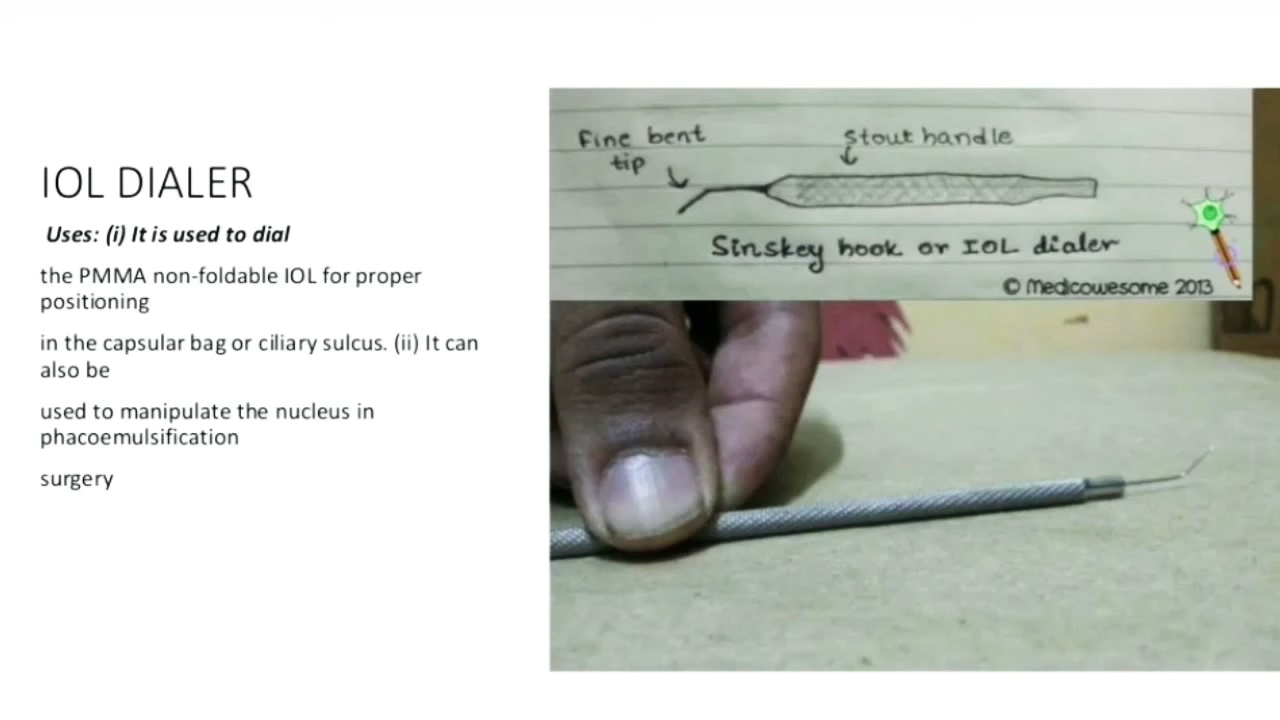 IOL DIALER
Uses: (i) It is used to dial
the PMMA non-foldable IOL for proper
positioning
in the capsular bag or ciliary sulcus. (ii) It can
also be
used to manipulate the nucleus in
phacoemulsification
surgery
Fine bent
tip
Stout handle
Sinskey hook or IOL dialer
© Medicowesome 2013